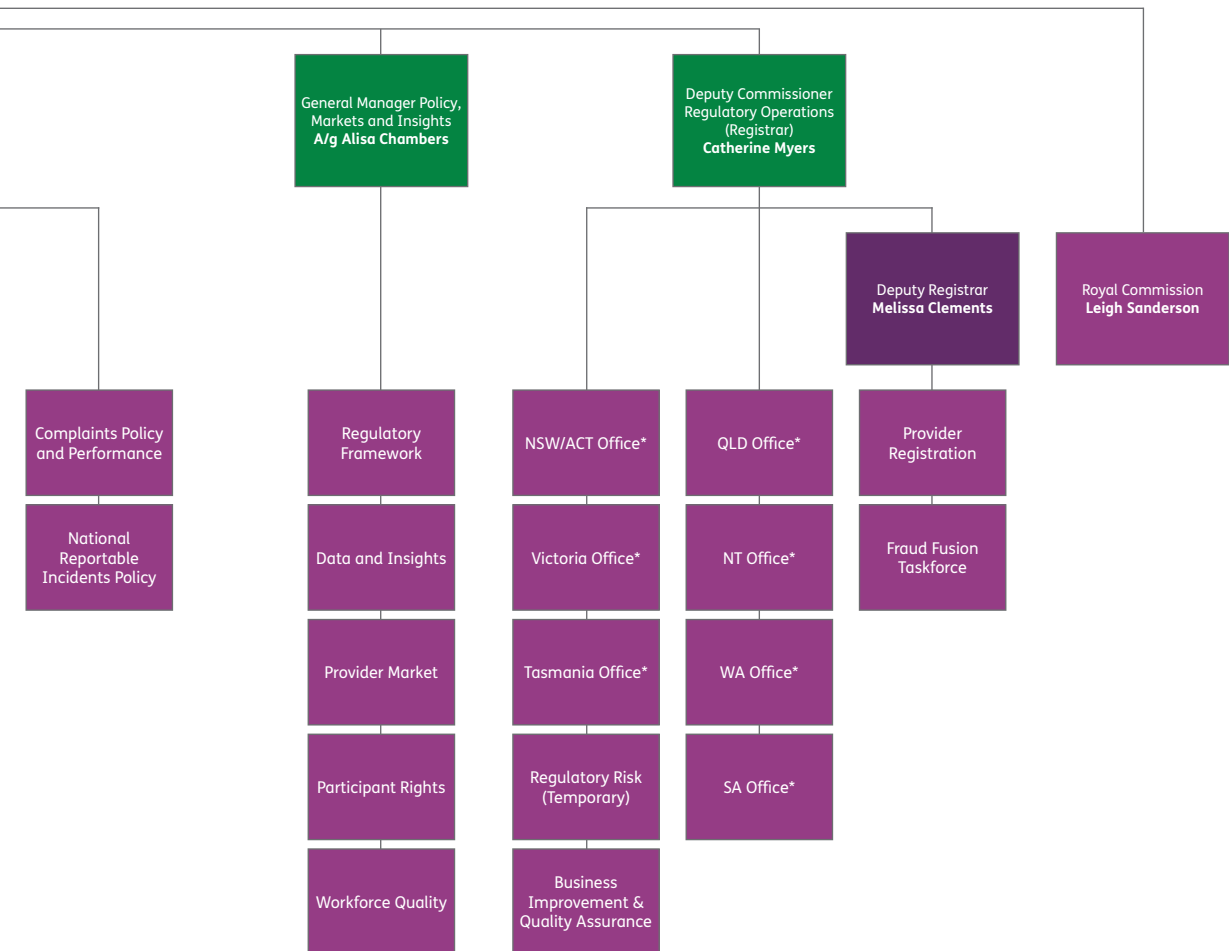 General Manager Policy,
Markets and Insights
A/g Alisa Chambers
Deputy Commissioner
Regulatory Operations
(Registrar)
Catherine Myers
Deputy Registrar
Melissa Clements
Royal Commission
Leigh Sanderson
Complaints Policy
and Performance
National
Reportable
Incidents Policy
Regulatory
Framework
Data and Insights
Provider Market
Participant Rights
Workforce Quality
NSW/ACT Office*
Victoria Office*
Tasmania Office*
Regulatory Risk
(Temporary)
Business
Improvement &
Quality Assurance
QLD Office*
NT Office*
WA Office*
SA Office*
Provider
Registration
Fraud Fusion
Taskforce